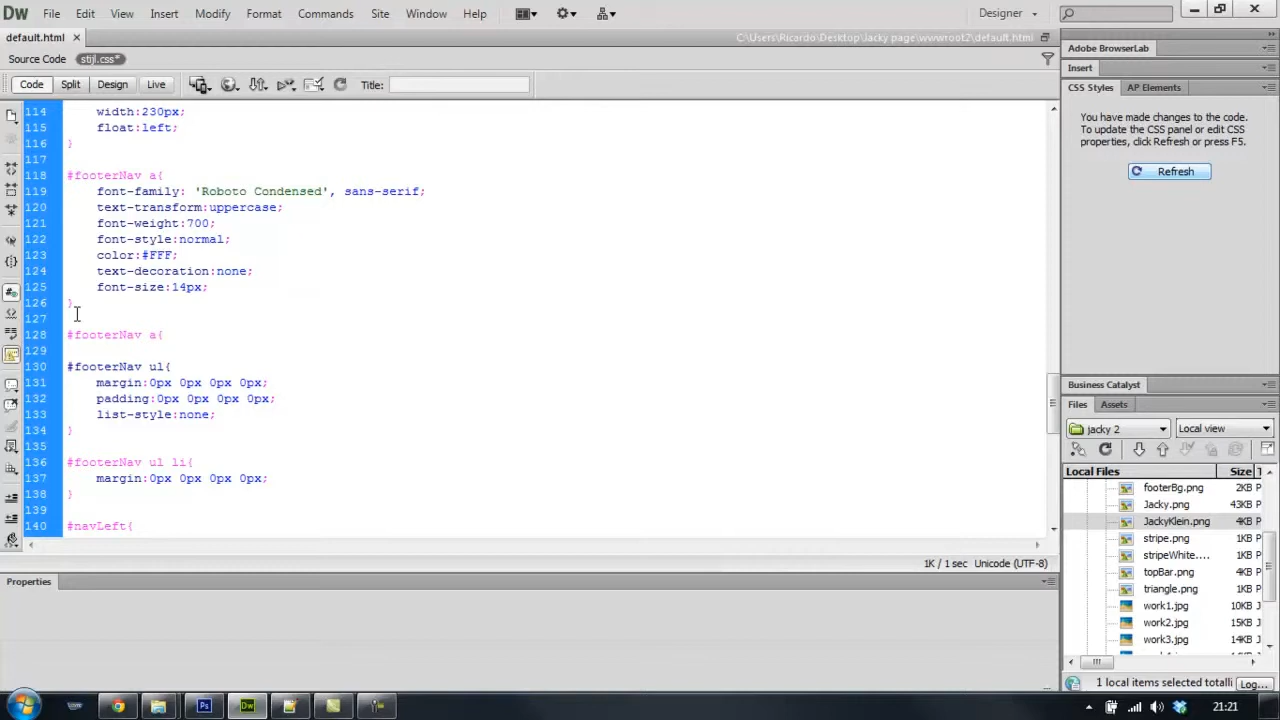 DW File Edit View Insert Modify Format Commands Site Window Help Designer
default.html C:\Users\Ricardo\Desktop\Jacky page\wwwroot2\default.html
Source Code stijl.css*
Code Split Design Live Title:
114 width:230px;
115 float:left;
116 }
117
118 #footerNav a{
119 font-family: 'Roboto Condensed', sans-serif;
120 text-transform:uppercase;
121 font-weight:700;
122 font-style:normal;
123 color:#FFF;
124 text-decoration:none;
125 font-size:14px;
126 }
127
128 #footerNav a{
129
130 #footerNav ul{
131 margin:0px 0px 0px 0px;
132 padding:0px 0px 0px 0px;
133 list-style:none;
134 }
135
136 #footerNav ul li{
137 margin:0px 0px 0px 0px;
138 }
139
140 #navLeft{
1K / 1 sec Unicode (UTF-8)
Properties
Adobe BrowserLab
Insert
CSS Styles AP Elements
You have made changes to the code.
To update the CSS panel or edit CSS
properties, click Refresh or press F5.
Refresh
Business Catalyst
Files Assets
jacky 2 Local view
Local Files Size
footerBg.png 2KB P
Jacky.png 43KB P
JackyKlein.png 4KB P
stripe.png 1KB P
stripeWhite.... 1KB P
topBar.png 4KB P
triangle.png 1KB P
work1.jpg 10KB J
work2.jpg 15KB J
work3.jpg 14KB J
1 local items selected totalli Log...
Ps Dw 21:21